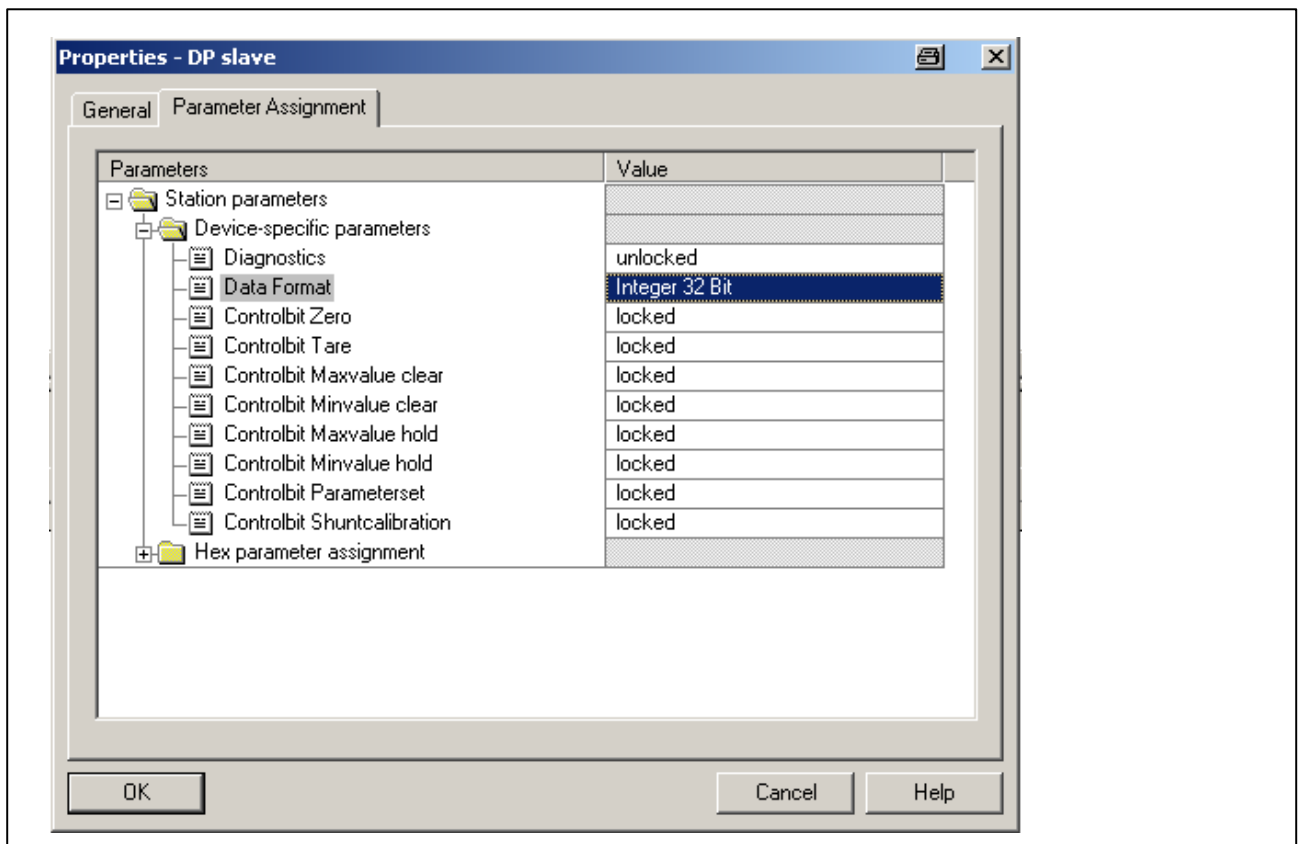 Properties - DP slave
General Parameter Assignment
Parameters Value
Station parameters
Device-specific parameters
Diagnostics unlocked
Data Format Integer 32 Bit
Controlbit Zero locked
Controlbit Tare locked
Controlbit Maxvalue clear locked
Controlbit Minvalue clear locked
Controlbit Maxvalue hold locked
Controlbit Minvalue hold locked
Controlbit Parameterset locked
Controlbit Shuntcalibration locked
Hex parameter assignment
OK Cancel Help